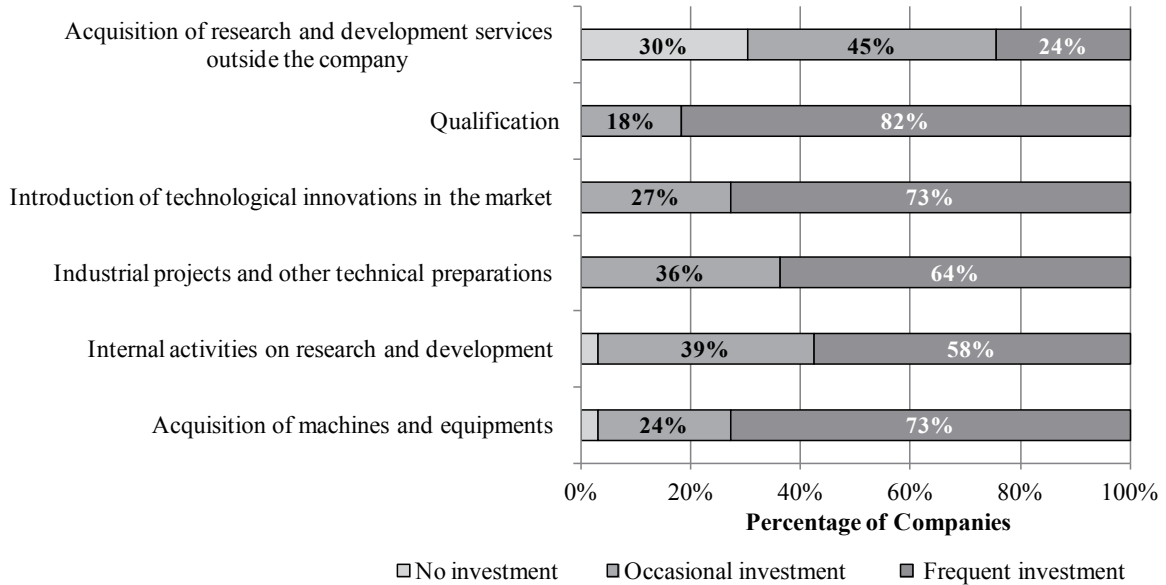 Acquisition of research and development services
outside the company
30% 45% 24%
Qualification
18% 82%
Introduction of technological innovations in the market
27% 73%
Industrial projects and other technical preparations
36% 64%
Internal activities on research and development
39% 58%
Acquisition of machines and equipments
24% 73%
0% 20% 40% 60% 80% 100%
Percentage of Companies
No investment Occasional investment Frequent investment